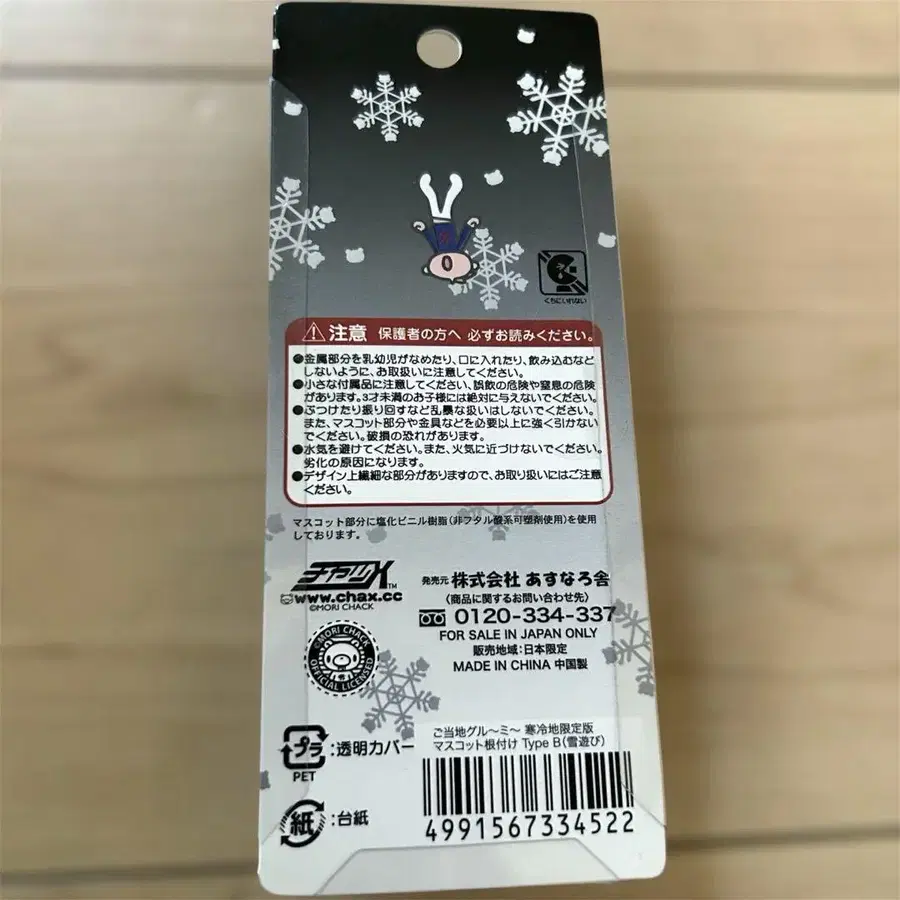 くちにいれない
注意 保護者の方へ 必ずお読みください。
●金属部分を乳幼児がなめたり、口に入れたり、飲み込むなど
しないように、お取扱いに注意してください。
●小さな付属品に注意してください、誤飲の危険や窒息の危険
があります。3才未満のお子様には絶対に与えないでください。
●ぶつけたり振り回すなど乱暴な扱いはしないでください。
また、マスコット部分や金具などを必要以上に強く引かない
でください。破損の恐れがあります。
●水気を避けてください。また、火気に近づけないでください。
劣化の原因になります。
●デザイン上繊細な部分がありますので、お取り扱いにはご注意
ください。
マスコット部分に塩化ビニル樹脂(非フタル酸系可塑剤使用)を使用
しております。
チャックスX™
www.chax.cc
©MORI CHACK
©MORI CHACK
OFFICIAL LICENSED
発売元 株式会社 あすなろ舎
(商品に関するお問い合わせ先)
0120-334-337
FOR SALE IN JAPAN ONLY
販売地域:日本限定
MADE IN CHINA 中国製
プラ:透明カバー
PET
紙:台紙
ご当地グル〜ミ〜 寒冷地限定版
マスコット根付け Type B(雪遊び)
4991567334522